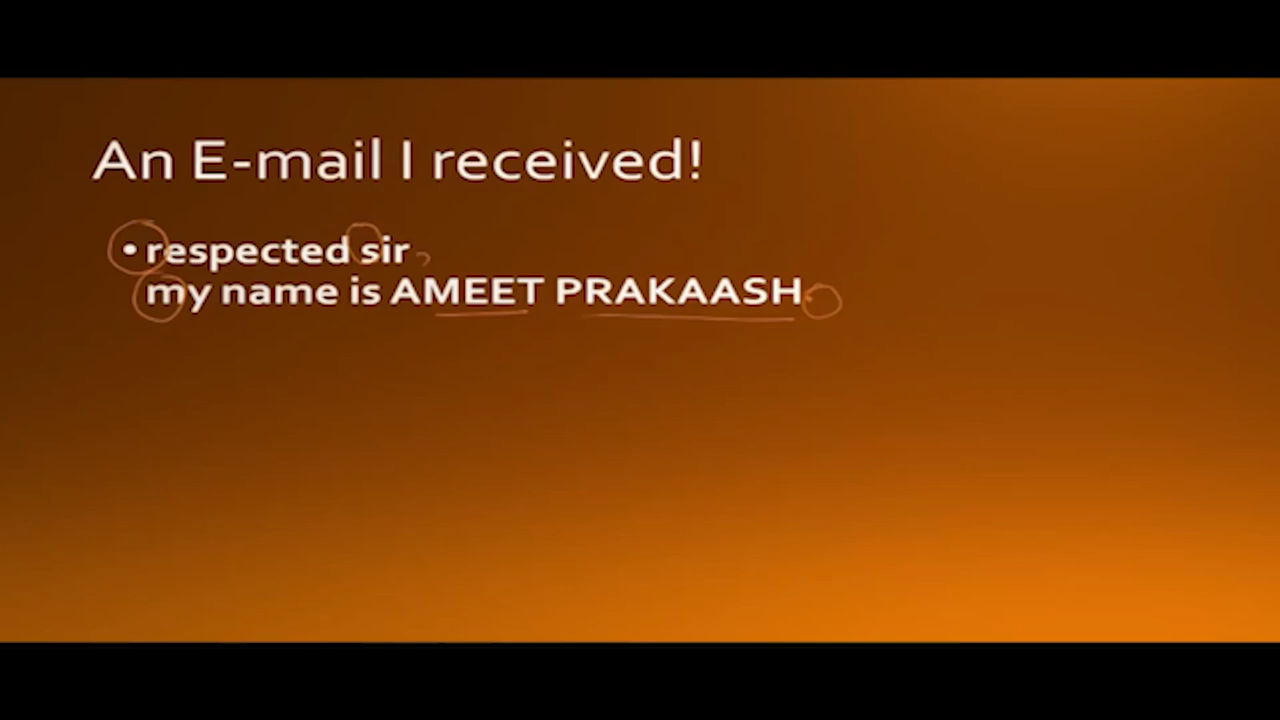 An E-mail I received!
• respected sir ,
my name is AMEET PRAKAASH.